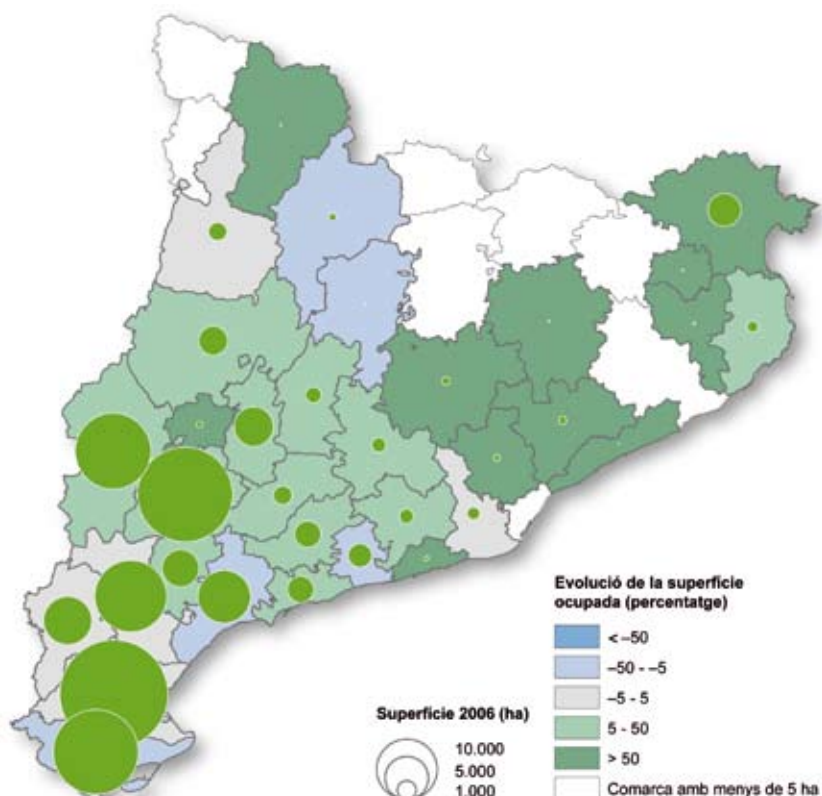 Evolució de la superfície
ocupada (percentatge)
< –50
–50 - –5
–5 - 5
5 - 50
> 50
Comarca amb menys de 5 ha
Superfície 2006 (ha)
10.000
5.000
1.000